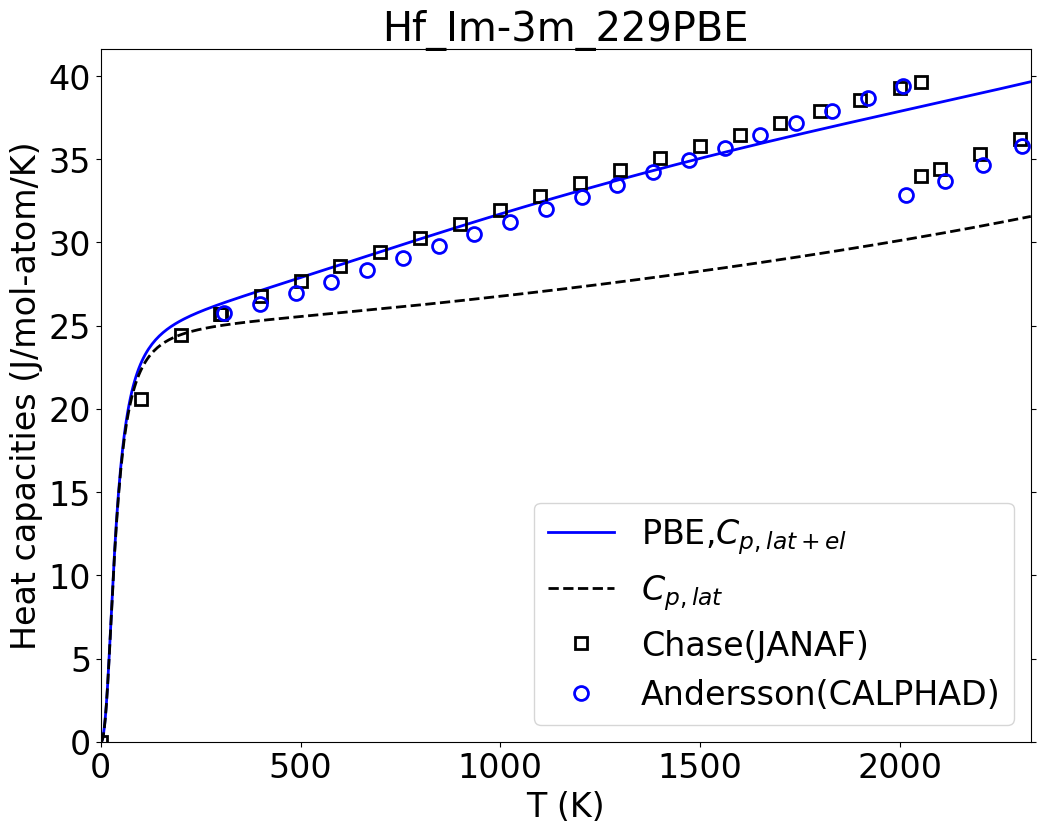 Hf_Im-3m_229PBE
Heat capacities (J/mol-atom/K)
40
35
30
25
20
15
10
5
0
0 500 1000 1500 2000
T (K)
PBE,C_{p,lat+el}
C_{p,lat}
Chase(JANAF)
Andersson(CALPHAD)